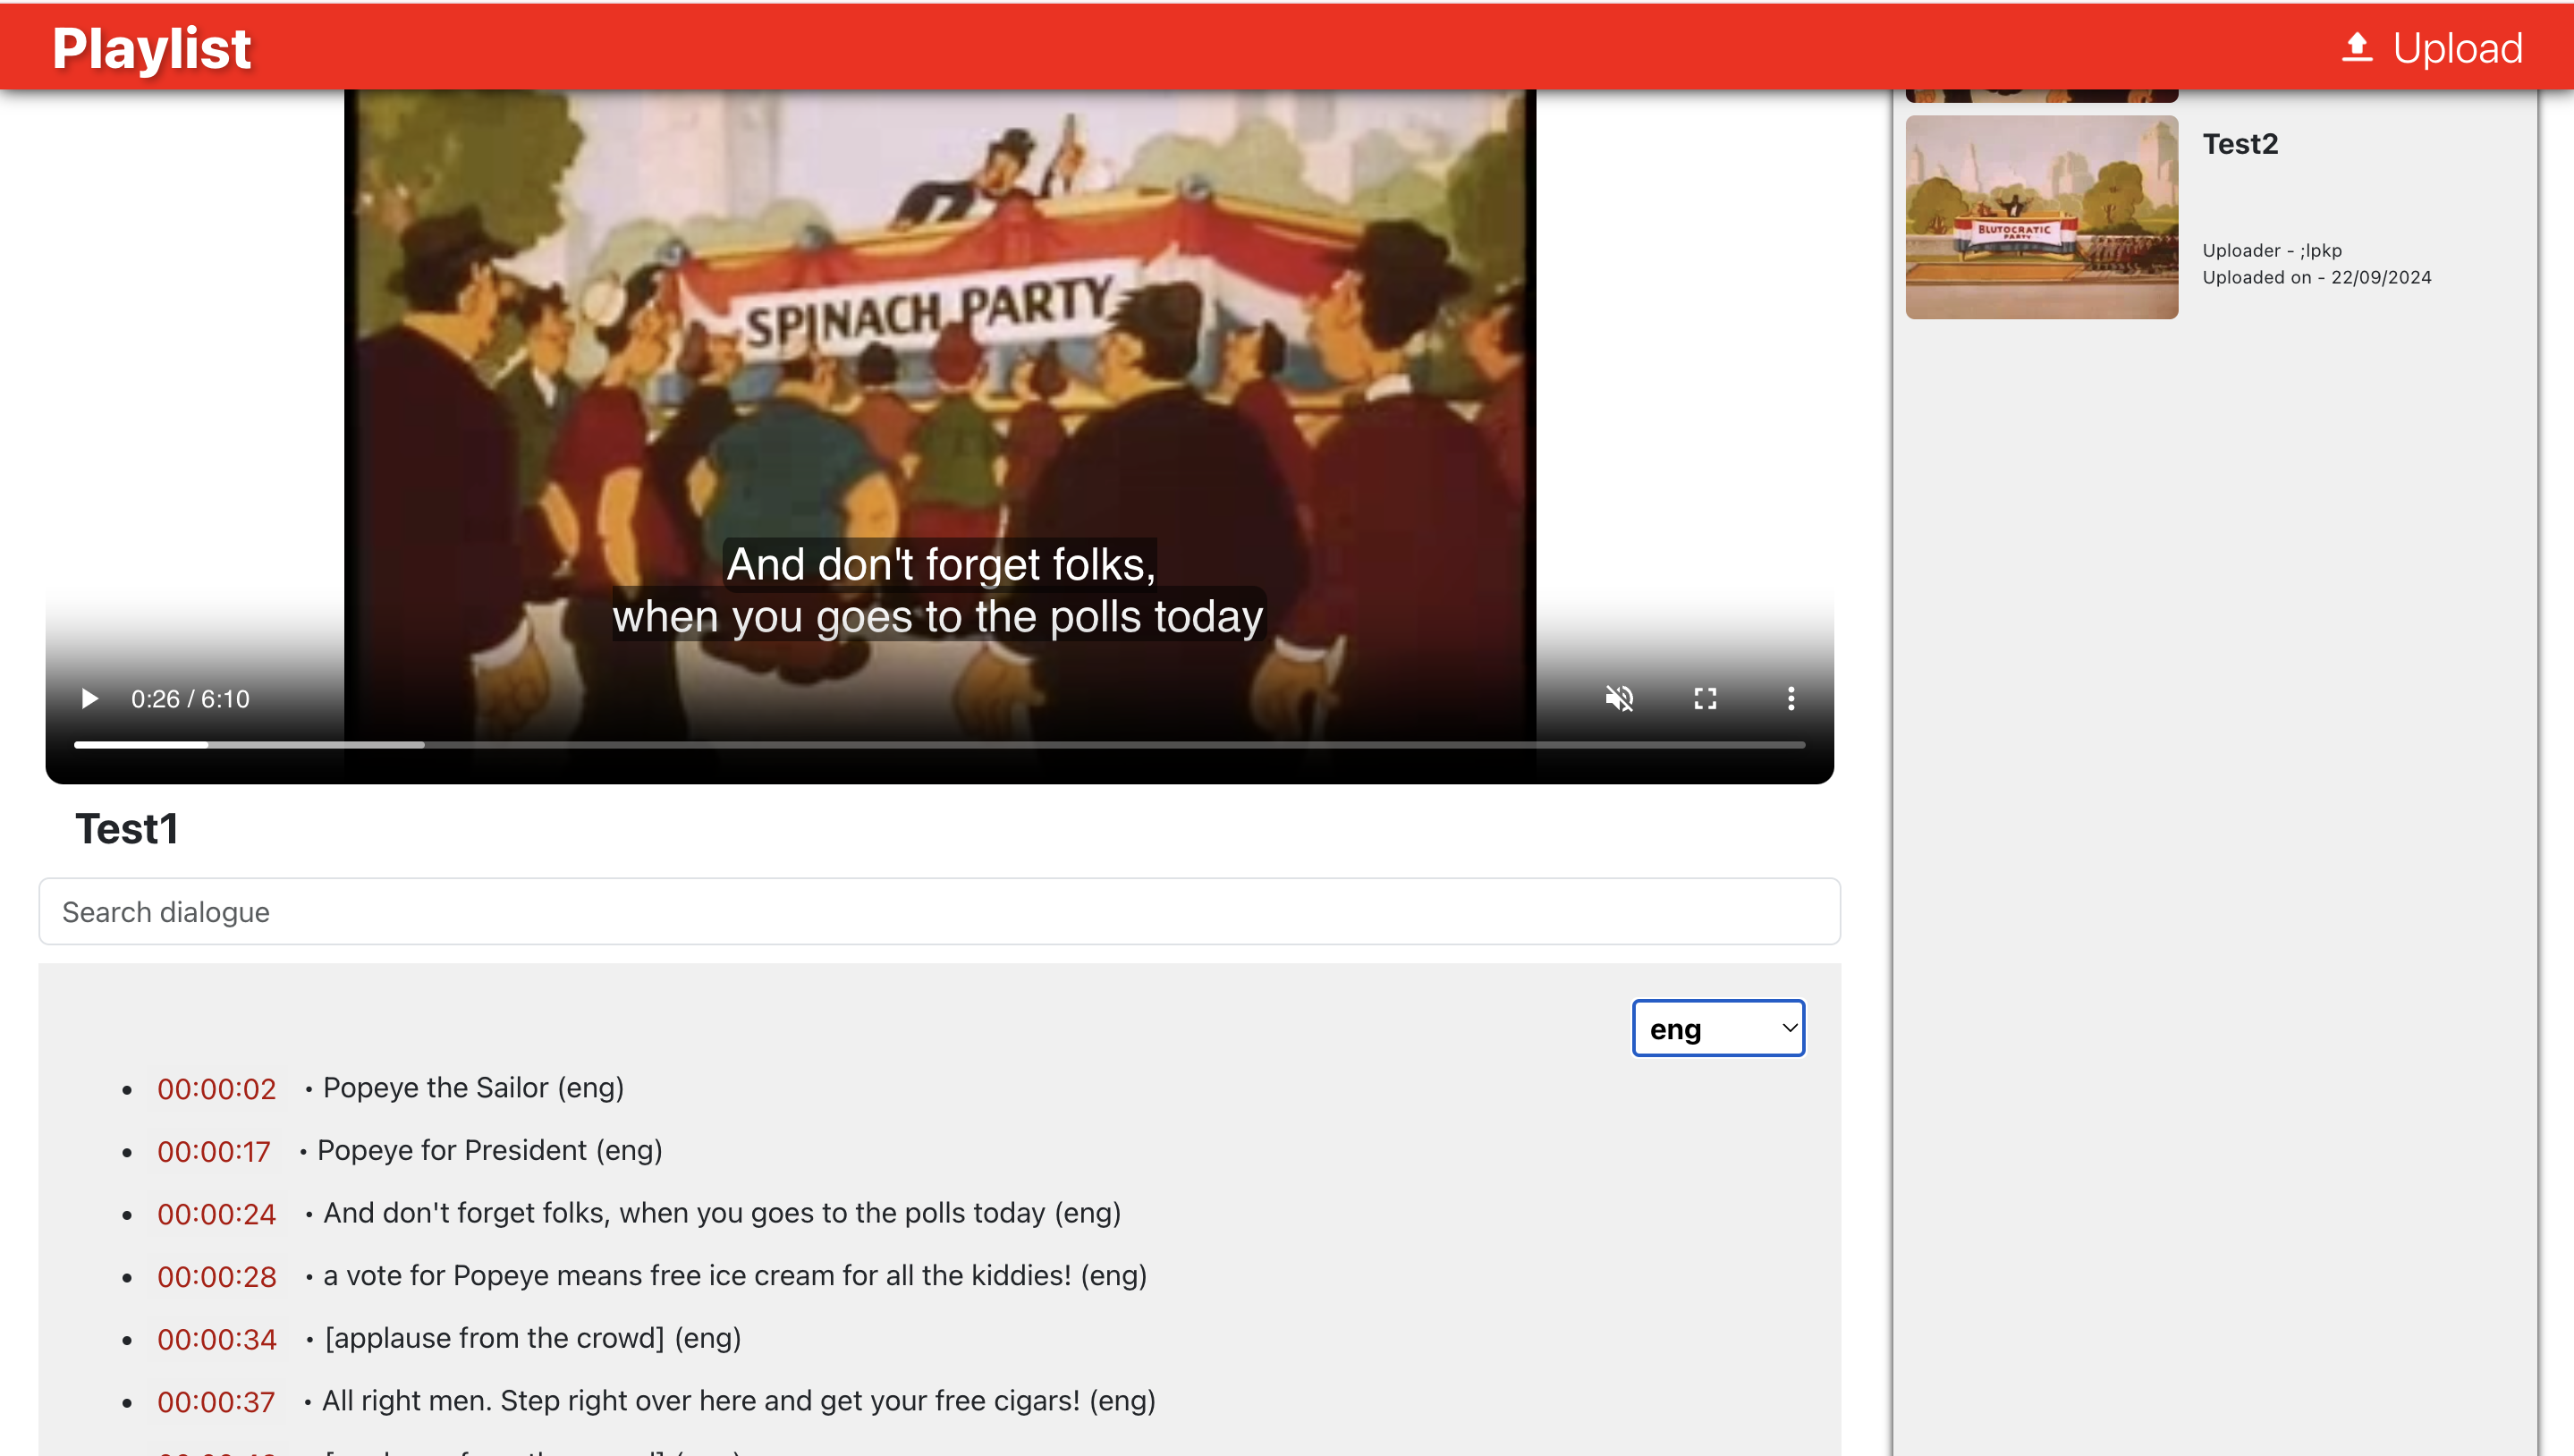 Playlist
Upload
SPINACH PARTY
And don't forget folks,
when you goes to the polls today
0:26 / 6:10
Test1
Search dialogue
eng
• 00:00:02 • Popeye the Sailor (eng)
• 00:00:17 • Popeye for President (eng)
• 00:00:24 • And don't forget folks, when you goes to the polls today (eng)
• 00:00:28 • a vote for Popeye means free ice cream for all the kiddies! (eng)
• 00:00:34 • [applause from the crowd] (eng)
• 00:00:37 • All right men. Step right over here and get your free cigars! (eng)
BLUTOCRATIC
PARTY
Test2
Uploader - ;lpkp
Uploaded on - 22/09/2024